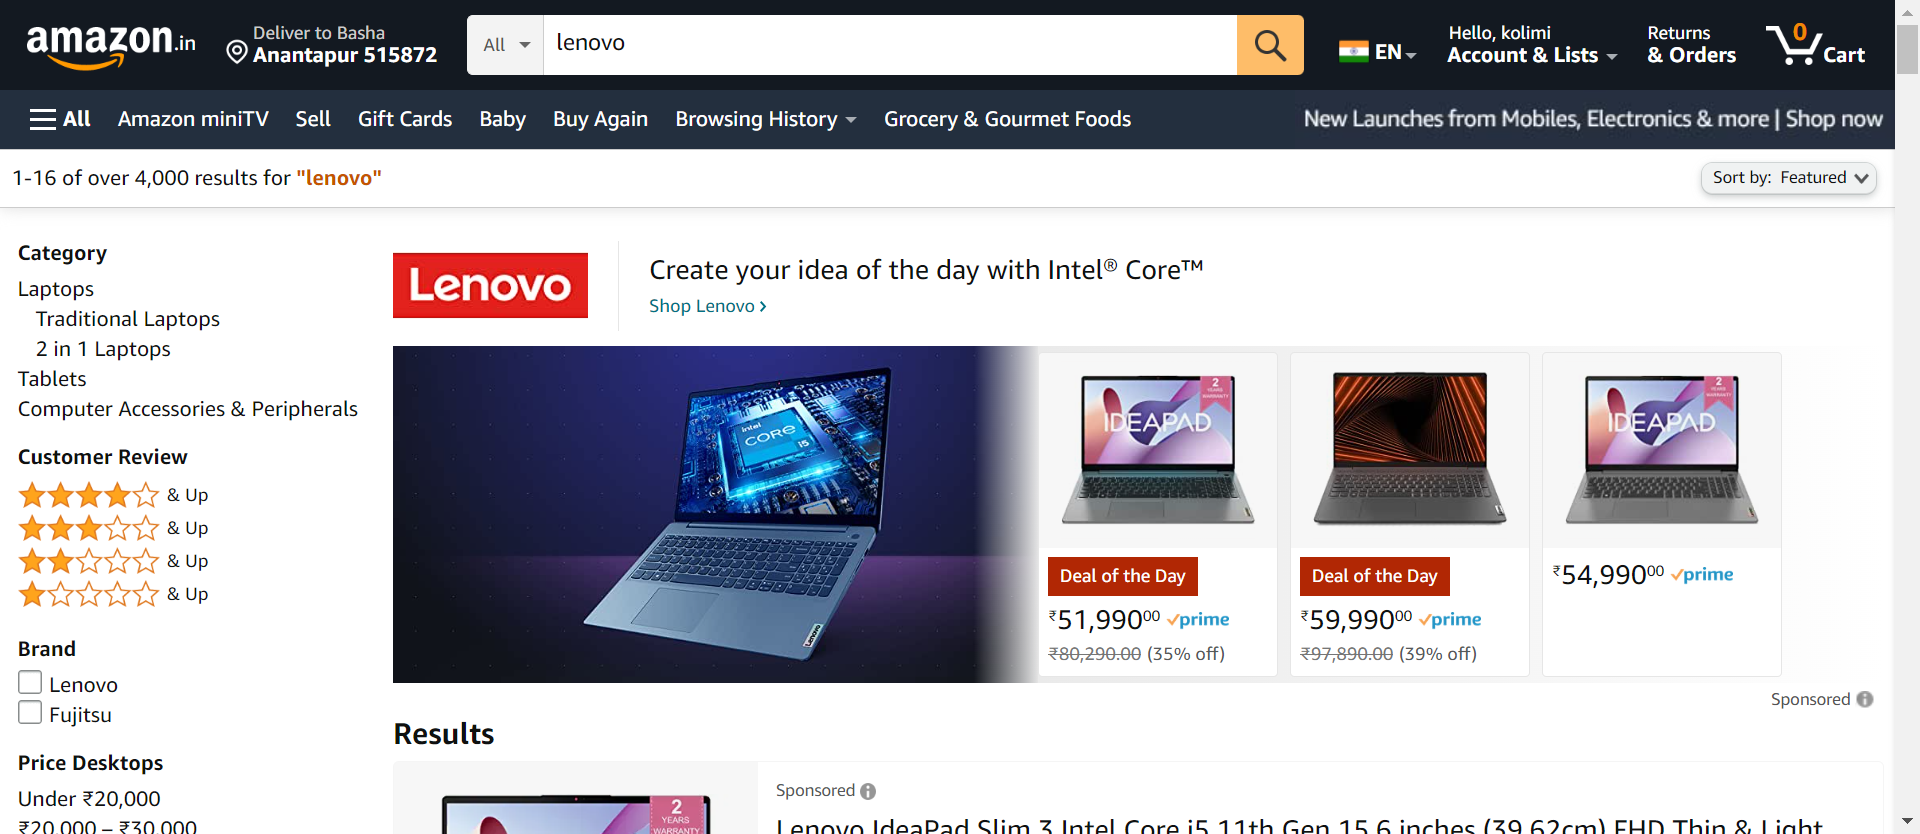 amazon.in
Deliver to Basha
Anantapur 515872
All
lenovo
EN
Hello, kolimi
Account & Lists
Returns
& Orders
0
Cart
All
Amazon miniTV
Sell
Gift Cards
Baby
Buy Again
Browsing History
Grocery & Gourmet Foods
New Launches from Mobiles, Electronics & more | Shop now
1-16 of over 4,000 results for "lenovo"
Sort by: Featured
Category
Laptops
Traditional Laptops
2 in 1 Laptops
Tablets
Computer Accessories & Peripherals
Customer Review
& Up
& Up
& Up
& Up
Brand
Lenovo
Fujitsu
Price Desktops
Under ₹20,000
₹20,000 – ₹30,000
Lenovo
Create your idea of the day with Intel® Core™
Shop Lenovo ›
intel
CORE
i5
Lenovo
2
YEARS
WARRANTY
IDEAPAD
Deal of the Day
₹51,99000 prime
₹80,290.00 (35% off)
Deal of the Day
₹59,99000 prime
₹97,890.00 (39% off)
2
YEARS
WARRANTY
IDEAPAD
₹54,99000 prime
Sponsored
Results
2
YEARS
WARRANTY
Sponsored
Lenovo IdeaPad Slim 3 Intel Core i5 11th Gen 15.6 inches (39.62cm) FHD Thin & Light